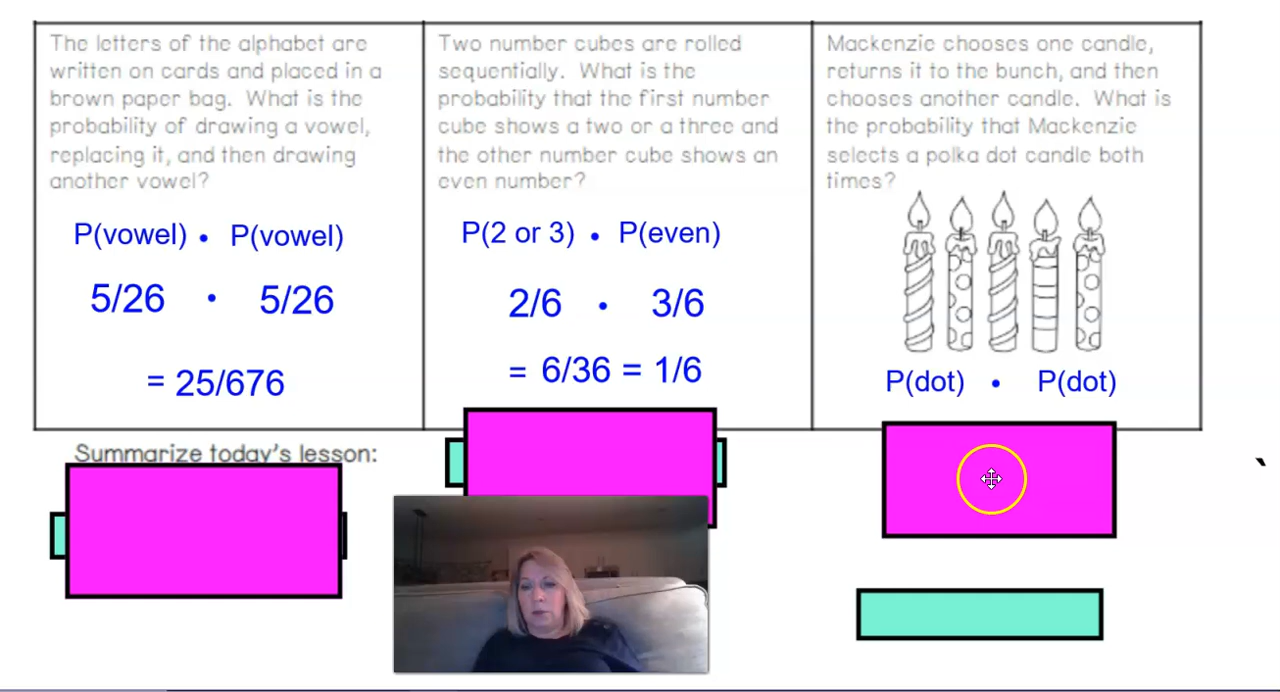 The letters of the alphabet are
written on cards and placed in a
brown paper bag. What is the
probability of drawing a vowel,
replacing it, and then drawing
another vowel?
P(vowel) • P(vowel)
5/26 • 5/26
= 25/676
Two number cubes are rolled
sequentially. What is the
probability that the first number
cube shows a two or a three and
the other number cube shows an
even number?
P(2 or 3) • P(even)
2/6 • 3/6
= 6/36 = 1/6
Mackenzie chooses one candle,
returns it to the bunch, and then
chooses another candle. What is
the probability that Mackenzie
selects a polka dot candle both
times?
P(dot) • P(dot)
Summarize today's lesson:
`